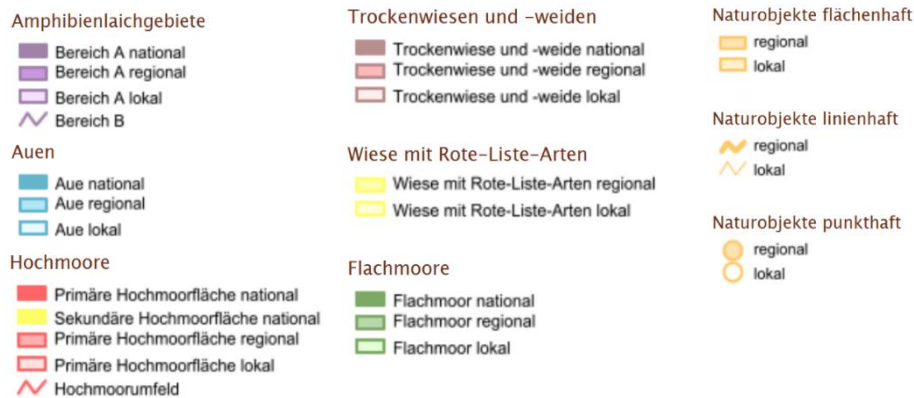 Amphibienlaichgebiete
Bereich A national
Bereich A regional
Bereich A lokal
Bereich B
Auen
Aue national
Aue regional
Aue lokal
Hochmoore
Primäre Hochmoorfläche national
Sekundäre Hochmoorfläche national
Primäre Hochmoorfläche regional
Primäre Hochmoorfläche lokal
Hochmoorumfeld
Trockenwiesen und -weiden
Trockenwiese und -weide national
Trockenwiese und -weide regional
Trockenwiese und -weide lokal
Wiese mit Rote-Liste-Arten
Wiese mit Rote-Liste-Arten regional
Wiese mit Rote-Liste-Arten lokal
Flachmoore
Flachmoor national
Flachmoor regional
Flachmoor lokal
Naturobjekte flächenhaft
regional
lokal
Naturobjekte linienhaft
regional
lokal
Naturobjekte punkthaft
regional
lokal